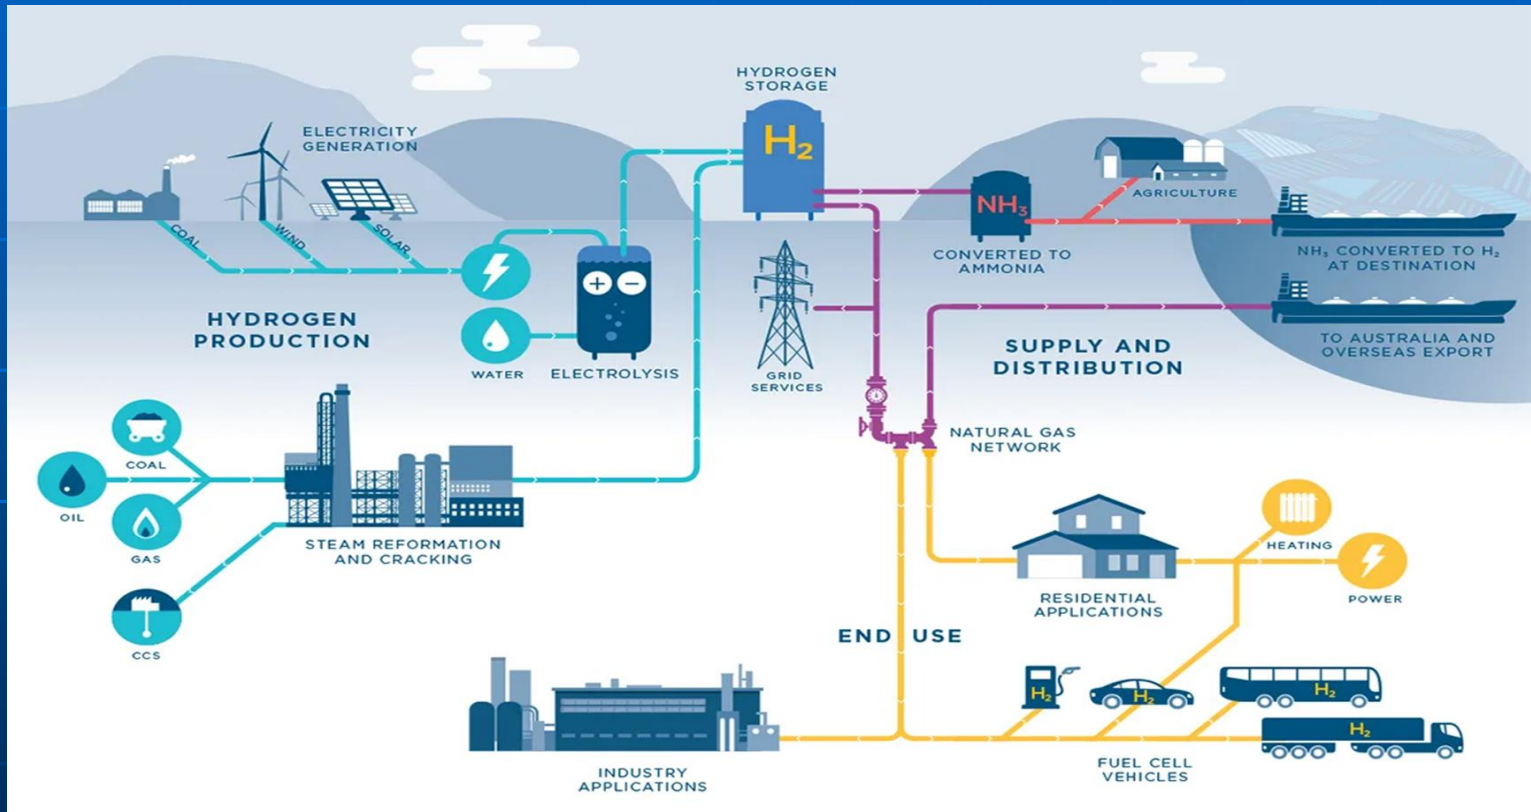 HYDROGEN
STORAGE
H₂
ELECTRICITY
GENERATION
COAL
WIND
SOLAR
HYDROGEN
PRODUCTION
WATER
+
−
ELECTROLYSIS
NH₃
CONVERTED TO
AMMONIA
AGRICULTURE
NH₃ CONVERTED TO H₂
AT DESTINATION
TO AUSTRALIA AND
OVERSEAS EXPORT
GRID
SERVICES
SUPPLY AND
DISTRIBUTION
NATURAL GAS
NETWORK
COAL
OIL
GAS
CCS
STEAM REFORMATION
AND CRACKING
RESIDENTIAL
APPLICATIONS
HEATING
POWER
END USE
H₂
H₂
H₂
H₂
FUEL CELL
VEHICLES
INDUSTRY
APPLICATIONS